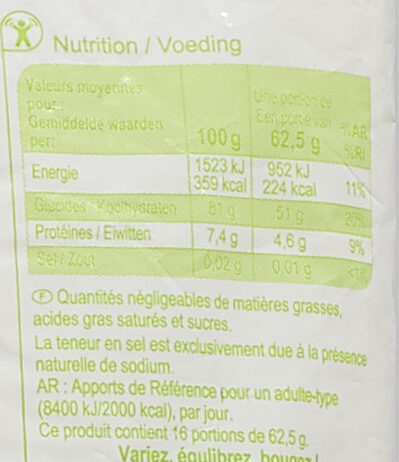 Nutrition / Voeding
Valeurs moyennes
pour:
Gemiddelde waarden
per:
100 g
Une portion de
Een portie van
62,5 g
%AR
%RI
Energie
1523 kJ
359 kcal
952 kJ
224 kcal
11%
Glucides / Koolhydraten 81 g 51 g 20%
Protéines / Eiwitten 7,4 g 4,6 g 9%
Sel / Zout 0,02 g 0,01 g <1%
F Quantités négligeables de matières grasses,
acides gras saturés et sucres.
La teneur en sel est exclusivement due à la présence
naturelle de sodium.
AR : Apports de Référence pour un adulte-type
(8400 kJ/2000 kcal), par jour.
Ce produit contient 16 portions de 62,5 g.
Variez, équilibrez, bougez !